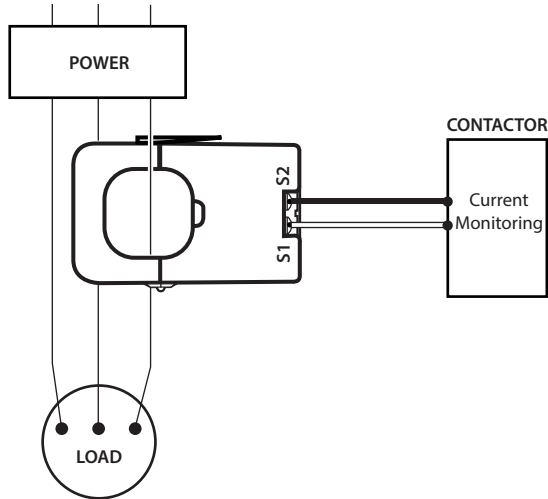 POWER
CONTACTOR
S2
Current
Monitoring
S1
LOAD